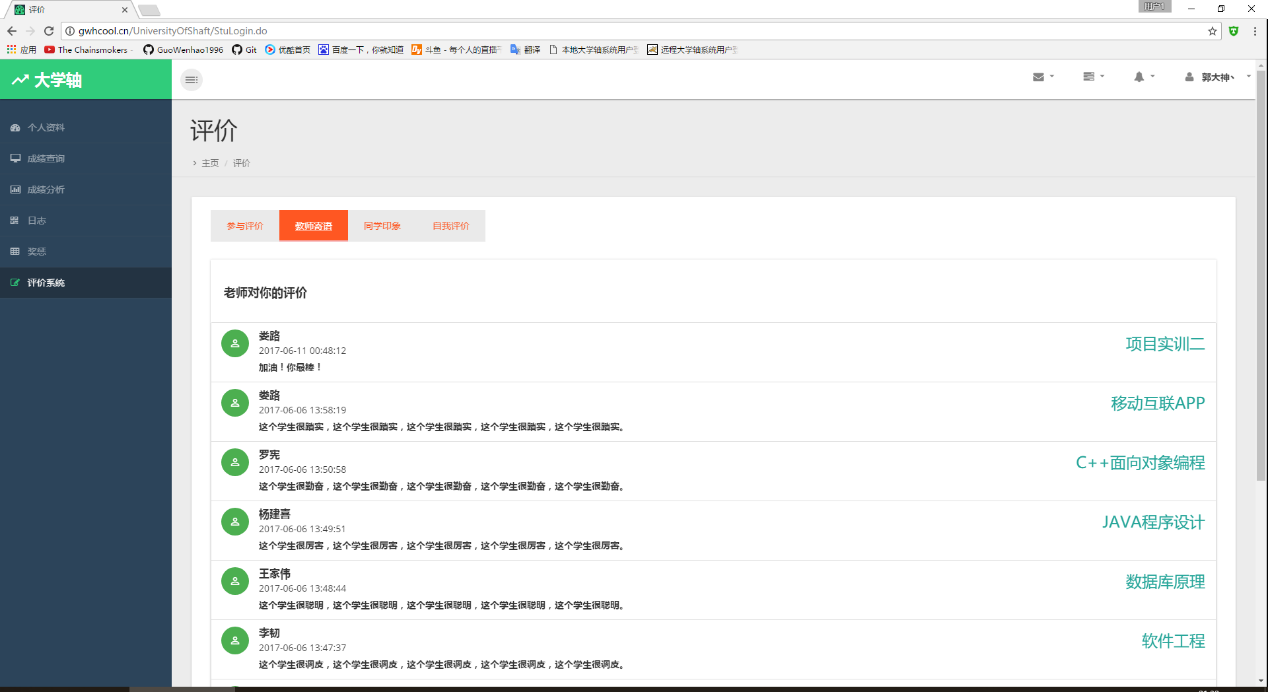 评价
用户1
gwhcool.cn/UniversityOfShaft/StuLogin.do
应用
The Chainsmokers -
GuoWenhao1996
Git
优酷首页
百度一下，你就知道
斗鱼 - 每个人的直播
翻译
本地大学轴系统用户
远程大学轴系统用户
大学轴
郭大神丶
个人资料
成绩查询
成绩分析
日志
奖惩
评价系统
评价
› 主页 / 评价
参与评价
教师寄语
同学印象
自我评价
老师对你的评价
娄路
2017-06-11 00:48:12
加油！你最棒！
项目实训二
娄路
2017-06-06 13:58:19
这个学生很踏实，这个学生很踏实，这个学生很踏实，这个学生很踏实，这个学生很踏实。
移动互联APP
罗宪
2017-06-06 13:50:58
这个学生很勤奋，这个学生很勤奋，这个学生很勤奋，这个学生很勤奋，这个学生很勤奋。
C++面向对象编程
杨建喜
2017-06-06 13:49:51
这个学生很厉害，这个学生很厉害，这个学生很厉害，这个学生很厉害，这个学生很厉害。
JAVA程序设计
王家伟
2017-06-06 13:48:44
这个学生很聪明，这个学生很聪明，这个学生很聪明，这个学生很聪明，这个学生很聪明。
数据库原理
李韧
2017-06-06 13:47:37
这个学生很调皮，这个学生很调皮，这个学生很调皮，这个学生很调皮，这个学生很调皮。
软件工程